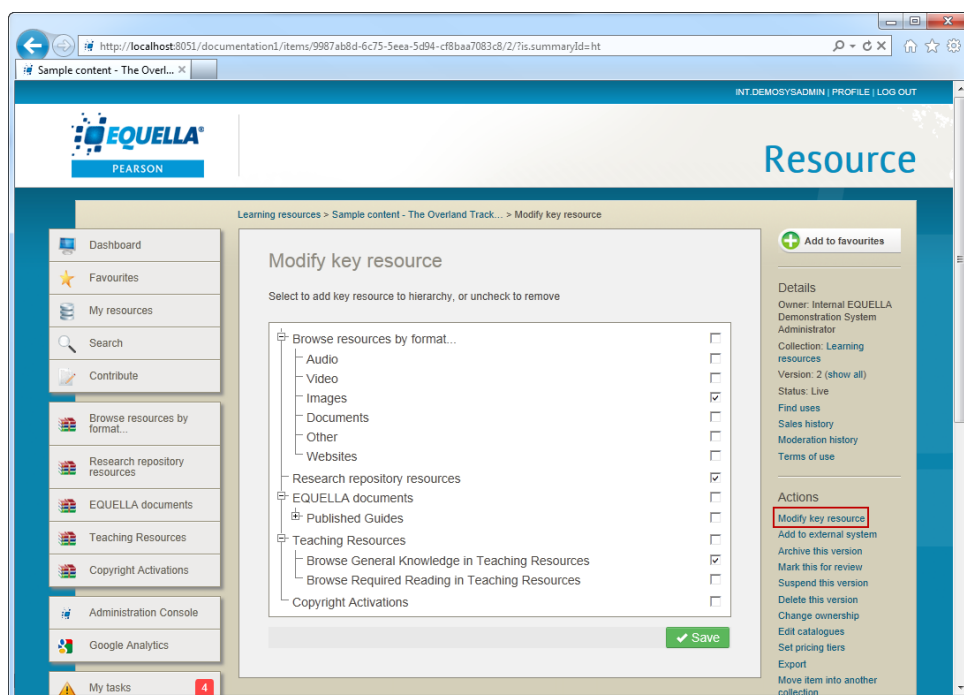 http://localhost:8051/documentation1/items/9987ab8d-6c75-5eea-5d94-cf8baa7083c8/2/?is.summaryId=ht
Sample content - The Overl...
INT.DEMOSYSADMIN | PROFILE | LOG OUT
EQUELLA®
PEARSON
Resource
Learning resources > Sample content - The Overland Track... > Modify key resource
Dashboard
Favourites
My resources
Search
Contribute
Browse resources by
format...
Research repository
resources
EQUELLA documents
Teaching Resources
Copyright Activations
Administration Console
Google Analytics
My tasks
4
Modify key resource
Select to add key resource to hierarchy, or uncheck to remove
Browse resources by format...
Audio
Video
Images
Documents
Other
Websites
Research repository resources
EQUELLA documents
Published Guides
Teaching Resources
Browse General Knowledge in Teaching Resources
Browse Required Reading in Teaching Resources
Copyright Activations
Save
Add to favourites
Details
Owner: Internal EQUELLA
Demonstration System
Administrator
Collection: Learning
resources
Version: 2 (show all)
Status: Live
Find uses
Sales history
Moderation history
Terms of use
Actions
Modify key resource
Add to external system
Archive this version
Mark this for review
Suspend this version
Delete this version
Change ownership
Edit catalogues
Set pricing tiers
Export
Move item into another
collection